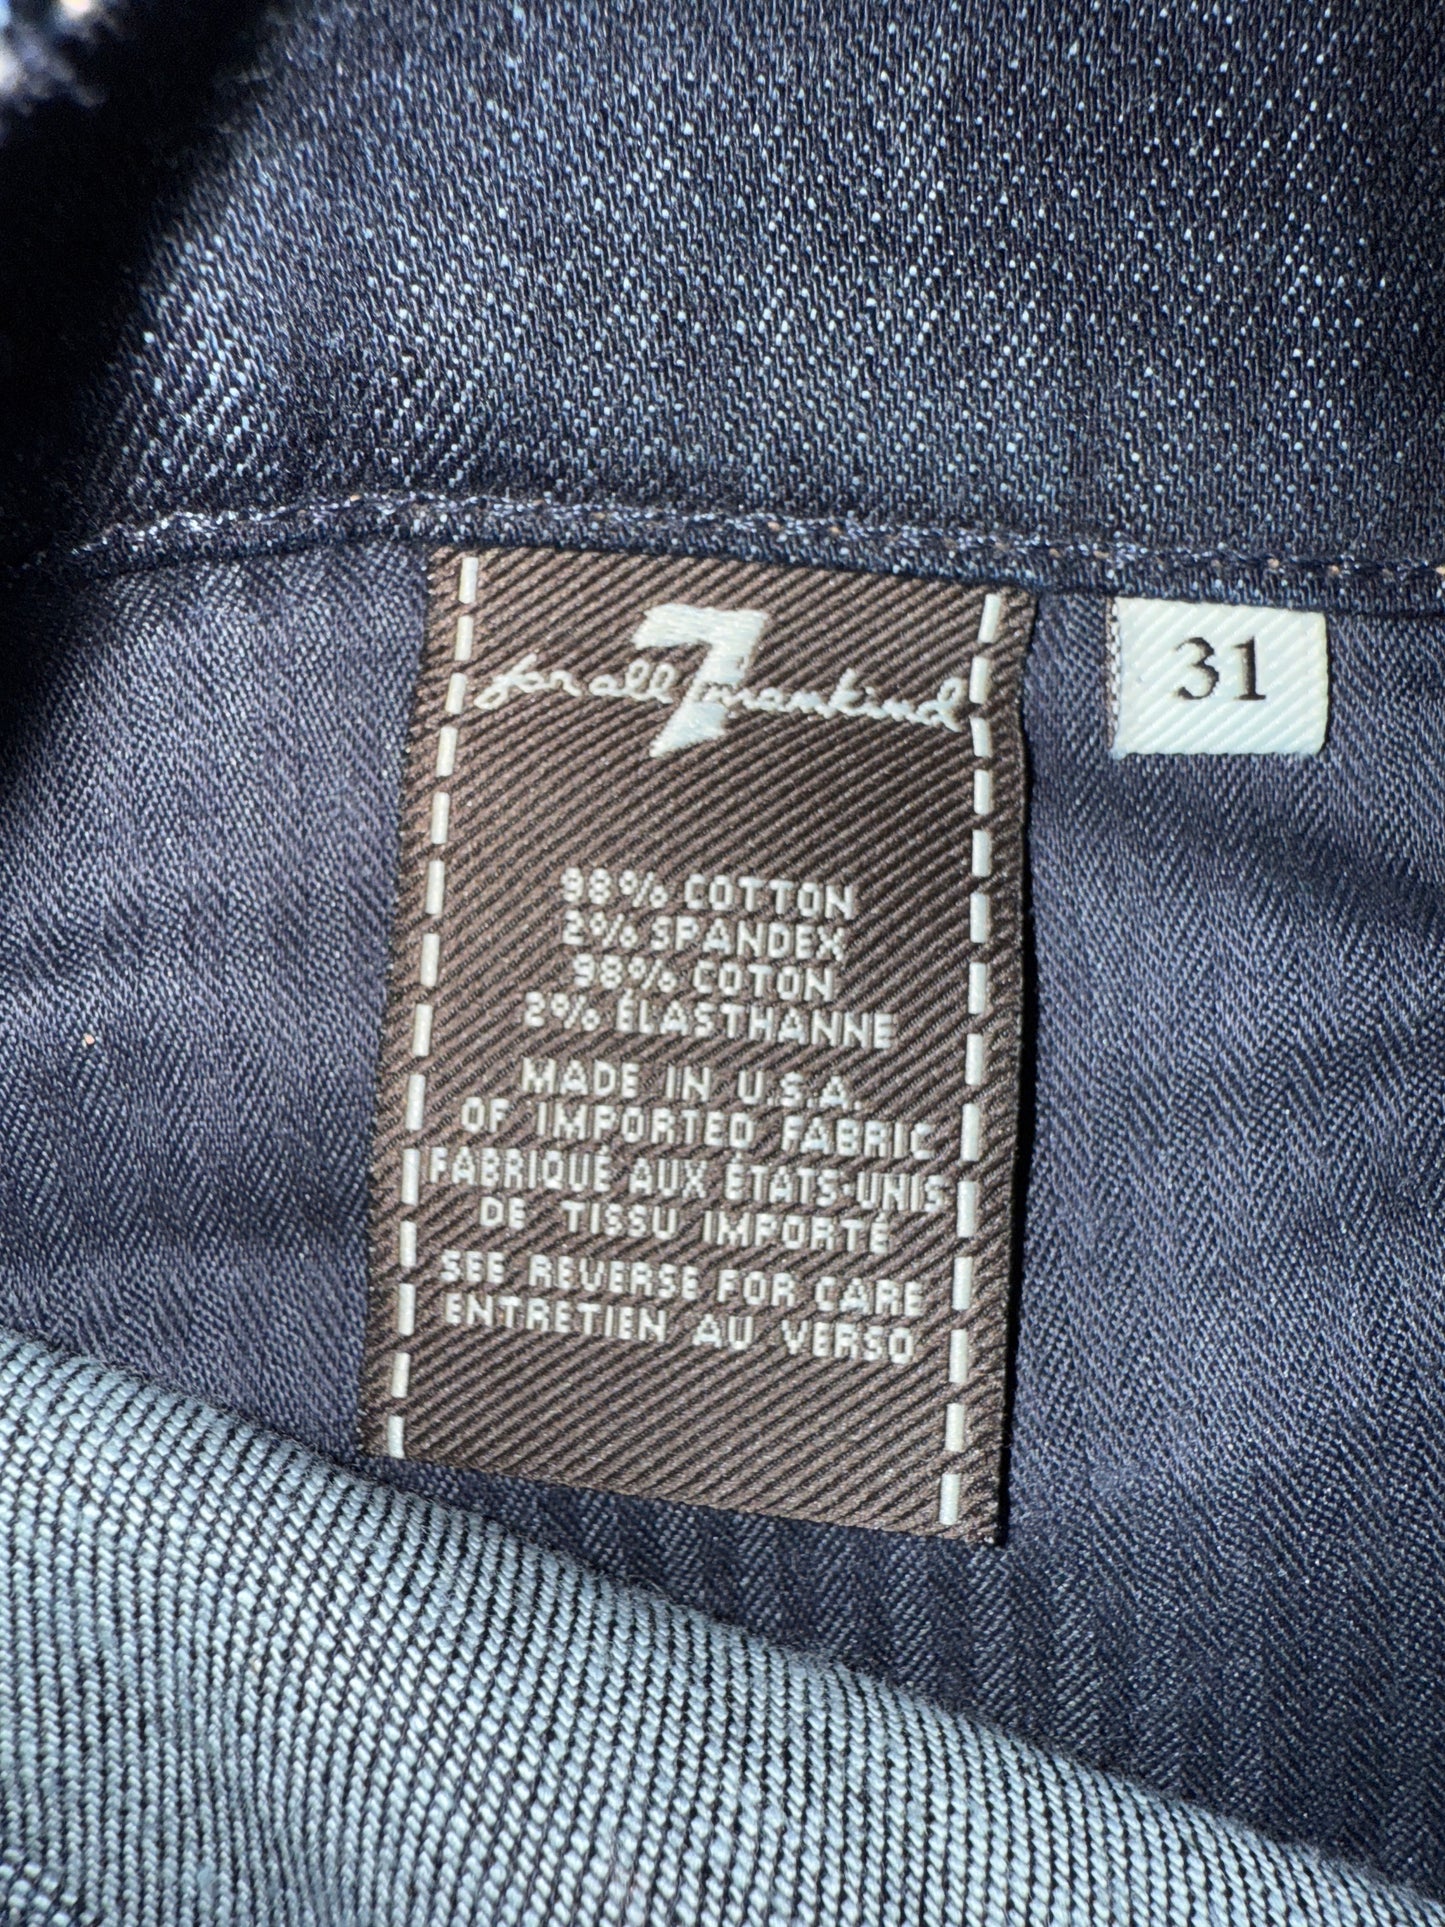 7
for all mankind
31
98% COTTON
2% SPANDEX
98% COTON
2% ÉLASTHANNE
MADE IN U.S.A.
OF IMPORTED FABRIC
FABRIQUÉ AUX ÉTATS-UNIS
DE TISSU IMPORTÉ
SEE REVERSE FOR CARE
ENTRETIEN AU VERSO